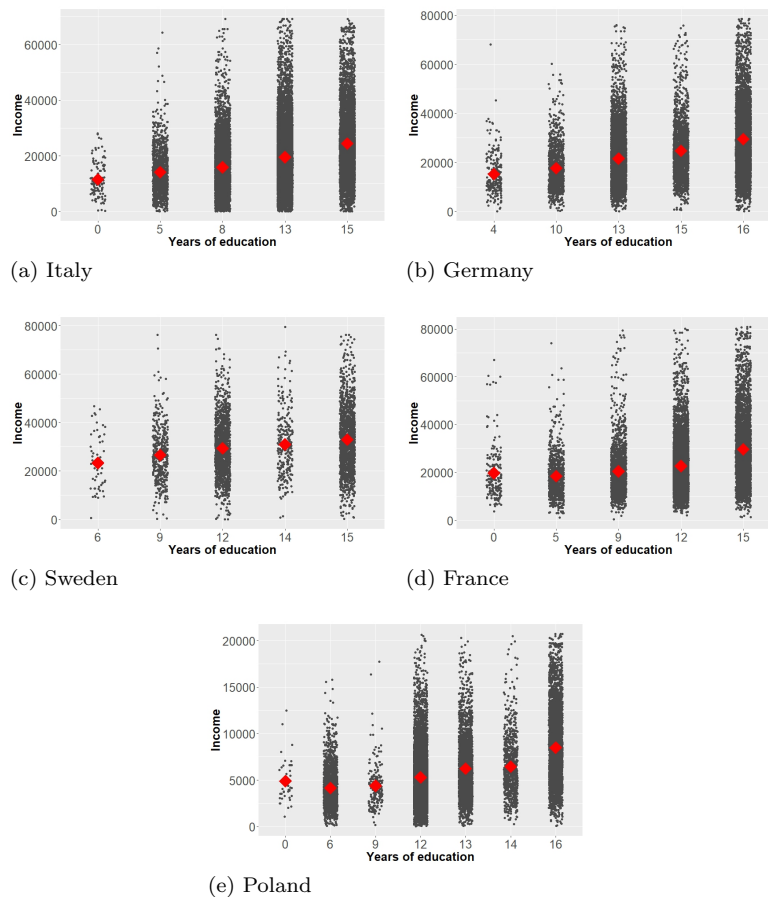 60000
40000
20000
0
Income
0 5 8 13 15
Years of education
(a) Italy
80000
60000
40000
20000
0
Income
4 10 13 15 16
Years of education
(b) Germany
80000
60000
40000
20000
0
Income
6 9 12 14 15
Years of education
(c) Sweden
80000
60000
40000
20000
0
Income
0 5 9 12 15
Years of education
(d) France
20000
15000
10000
5000
0
Income
0 6 9 12 13 14 16
Years of education
(e) Poland